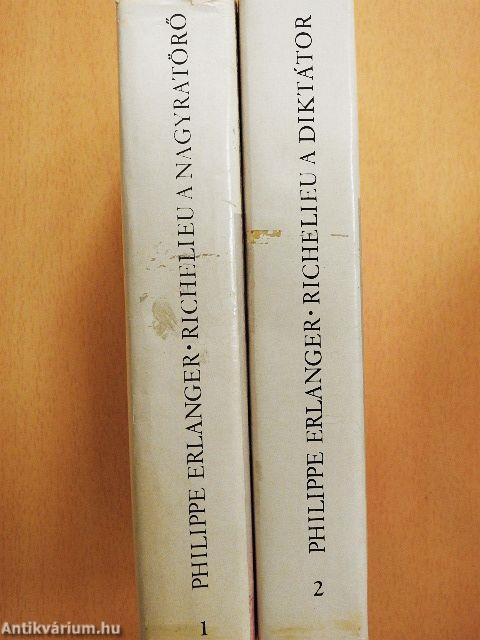 PHILIPPE ERLANGER • RICHELIEU A NAGYRATÖRŐ
1
PHILIPPE ERLANGER • RICHELIEU A DIKTÁTOR
2
Antikvárium.hu